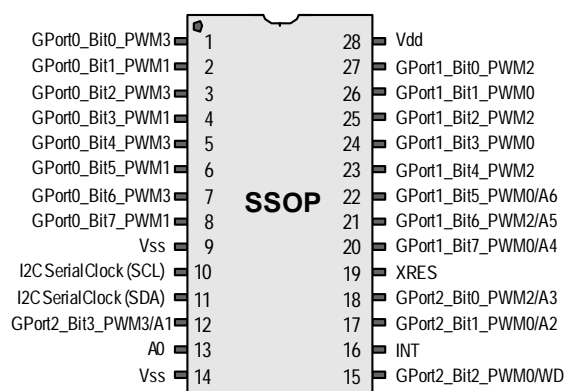 GPort0_Bit0_PWM3 1 28 Vdd
GPort0_Bit1_PWM1 2 27 GPort1_Bit0_PWM2
GPort0_Bit2_PWM3 3 26 GPort1_Bit1_PWM0
GPort0_Bit3_PWM1 4 25 GPort1_Bit2_PWM2
GPort0_Bit4_PWM3 5 24 GPort1_Bit3_PWM0
GPort0_Bit5_PWM1 6 23 GPort1_Bit4_PWM2
GPort0_Bit6_PWM3 7 SSOP 22 GPort1_Bit5_PWM0/A6
GPort0_Bit7_PWM1 8 21 GPort1_Bit6_PWM2/A5
Vss 9 20 GPort1_Bit7_PWM0/A4
I2C Serial Clock (SCL) 10 19 XRES
I2C Serial Clock (SDA) 11 18 GPort2_Bit0_PWM2/A3
GPort2_Bit3_PWM3/A1 12 17 GPort2_Bit1_PWM0/A2
A0 13 16 INT
Vss 14 15 GPort2_Bit2_PWM0/WD